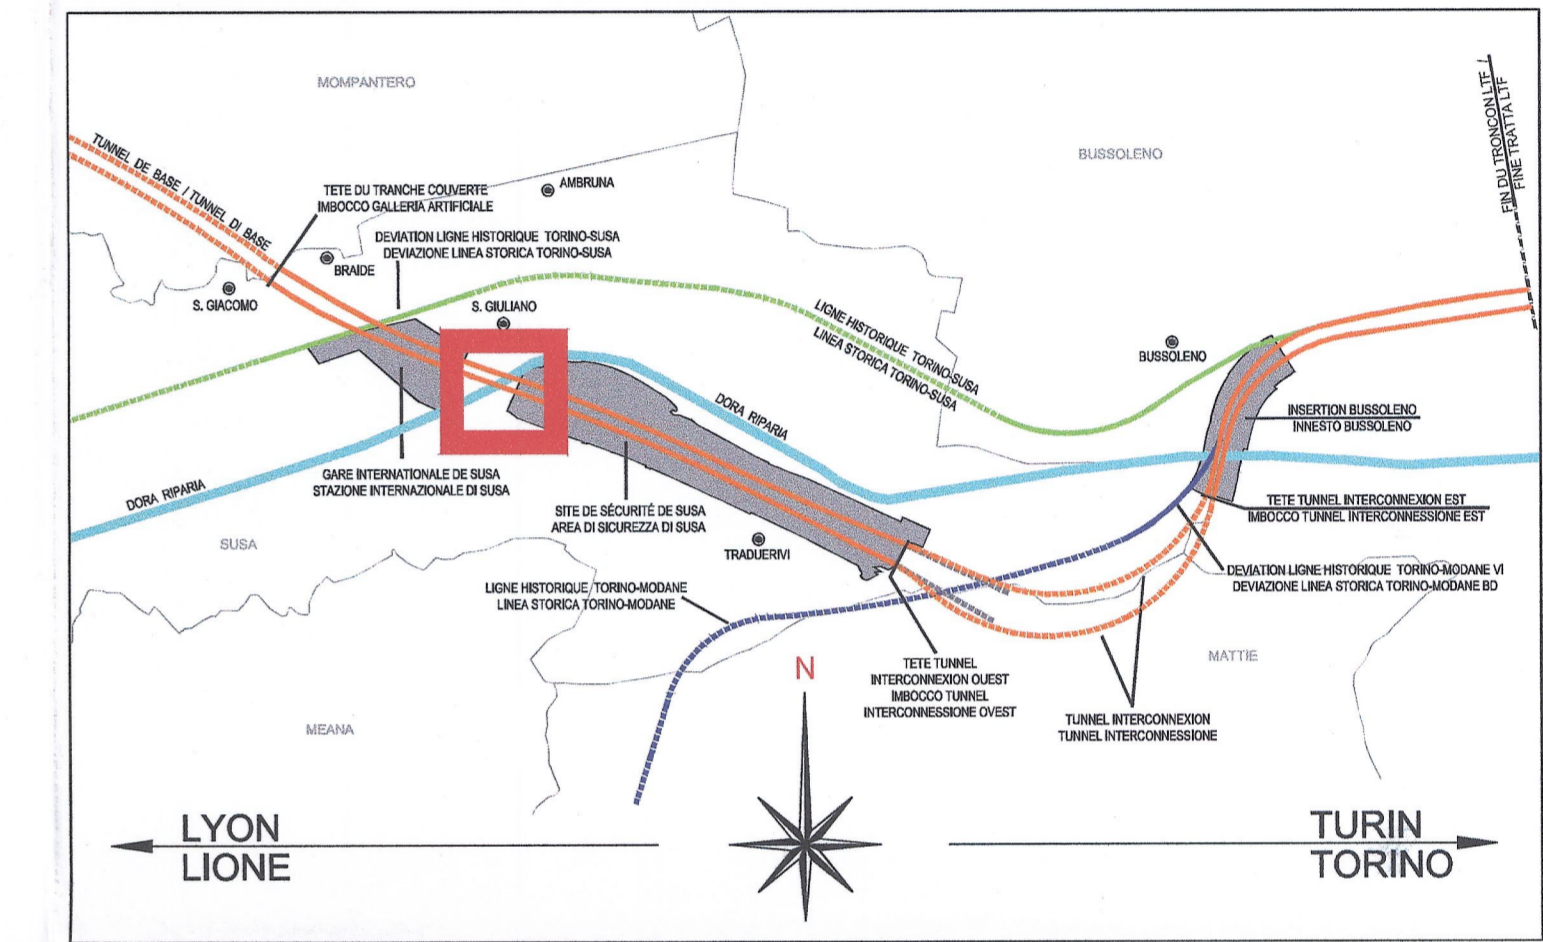 MOMPANTERO
BUSSOLENO
FIN DU TRONCON LTF /
FINE TRATTA LTF
TUNNEL DE BASE / TUNNEL DI BASE
TETE DU TRANCHE COUVERTE
IMBOCCO GALLERIA ARTIFICIALE
AMBRUNA
DEVIATION LIGNE HISTORIQUE TORINO-SUSA
DEVIAZIONE LINEA STORICA TORINO-SUSA
BRAIDE
S. GIACOMO
S. GIULIANO
LIGNE HISTORIQUE TORINO-SUSA
LINEA STORICA TORINO-SUSA
BUSSOLENO
DORA RIPARIA
INSERTION BUSSOLENO
INNESTO BUSSOLENO
GARE INTERNATIONALE DE SUSA
STAZIONE INTERNAZIONALE DI SUSA
DORA RIPARIA
SITE DE SÉCURITÉ DE SUSA
AREA DI SICUREZZA DI SUSA
TETE TUNNEL INTERCONNEXION EST
IMBOCCO TUNNEL INTERCONNESSIONE EST
SUSA
TRADUERIVI
LIGNE HISTORIQUE TORINO-MODANE
LINEA STORICA TORINO-MODANE
DEVIATION LIGNE HISTORIQUE TORINO-MODANE VI
DEVIAZIONE LINEA STORICA TORINO-MODANE BD
MATTIE
TETE TUNNEL
INTERCONNEXION OUEST
IMBOCCO TUNNEL
INTERCONNESSIONE OVEST
N
TUNNEL INTERCONNEXION
TUNNEL INTERCONNESSIONE
MEANA
LYON
LIONE
TURIN
TORINO